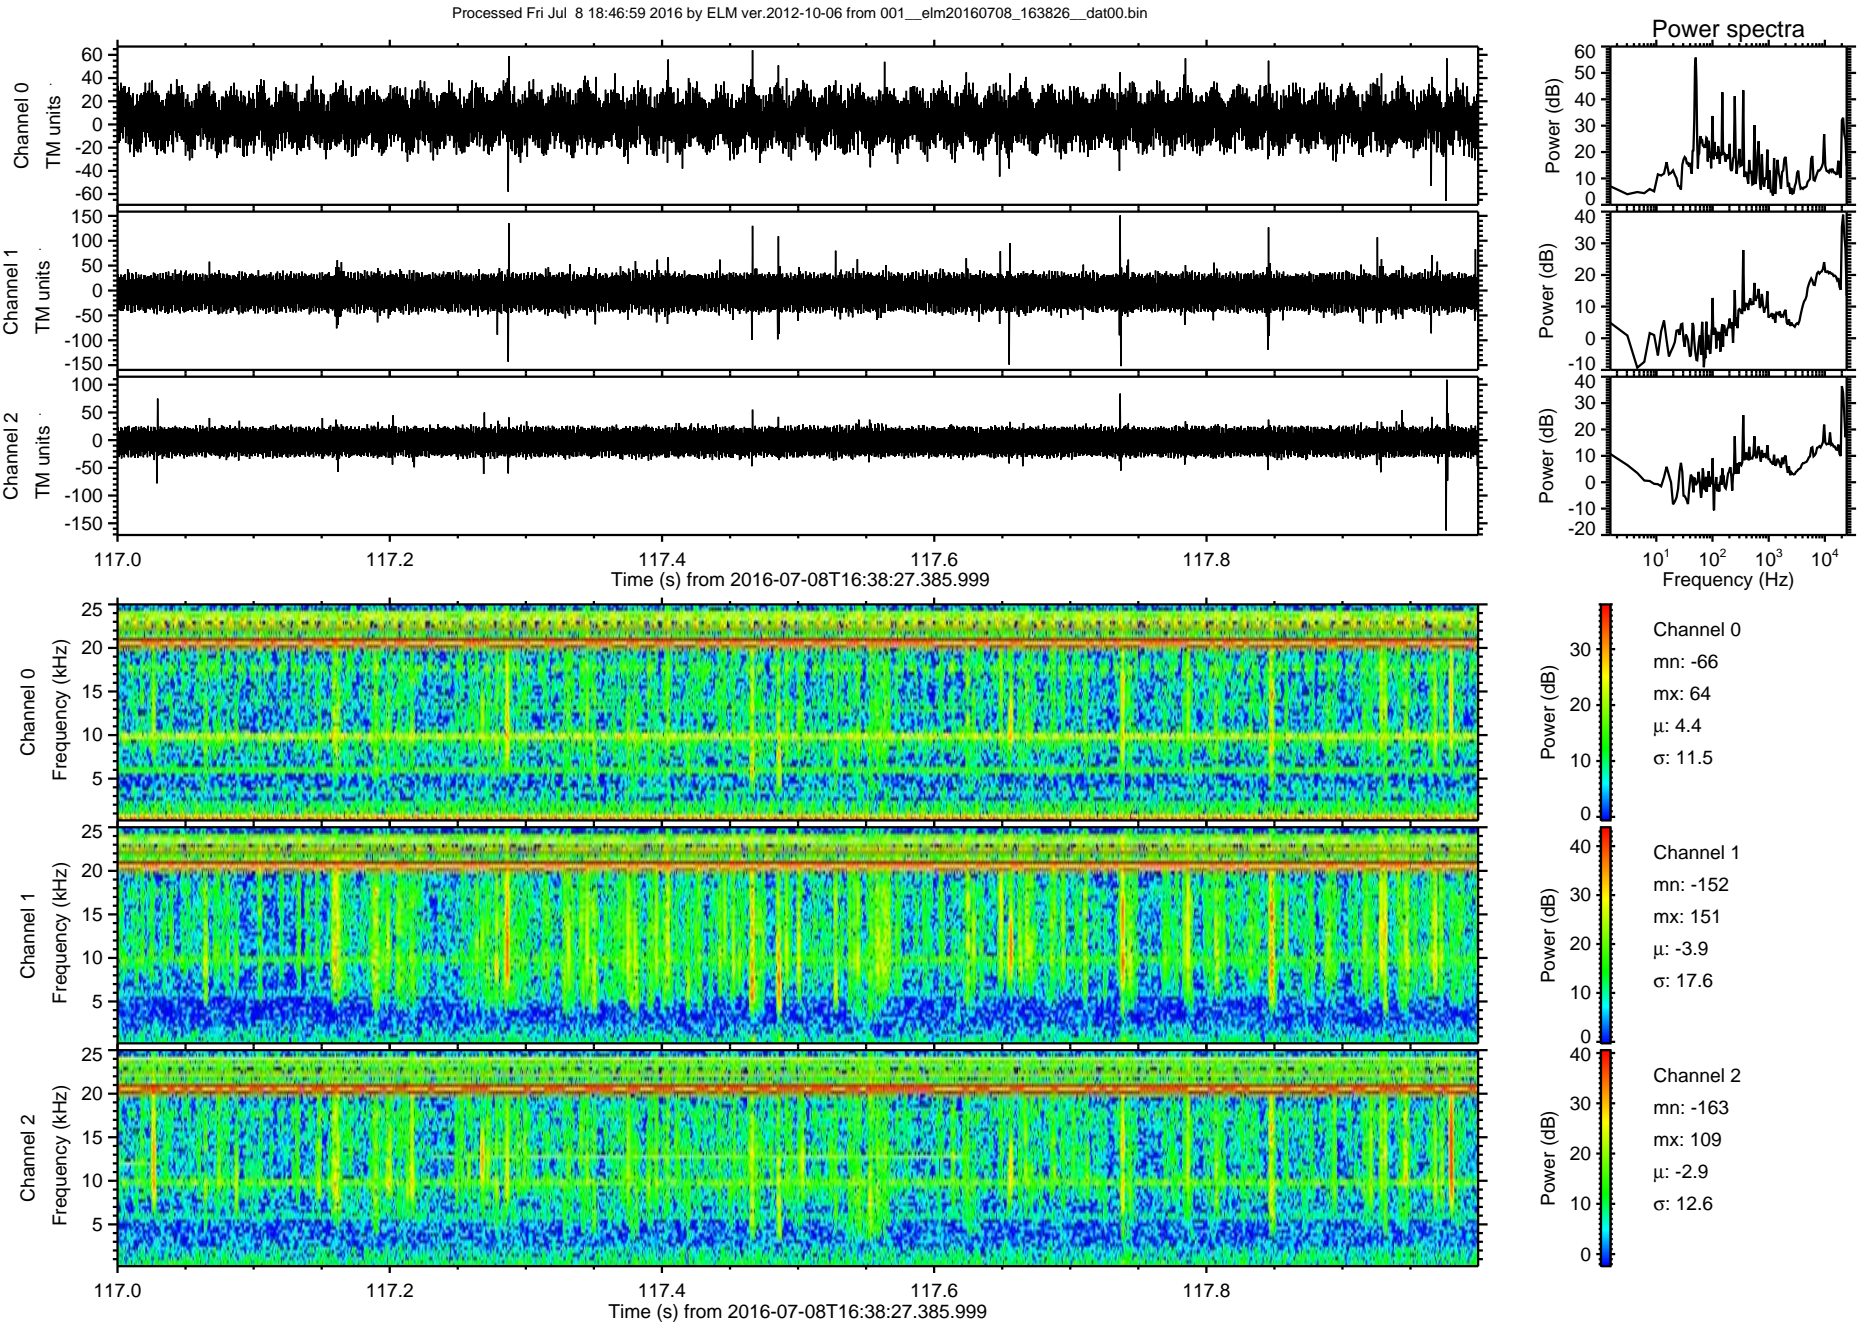 Processed Fri Jul 8 18:46:59 2016 by ELM ver.2012-10-06 from 001__elm20160708_163826__dat00.bin
Power spectra
Channel 0
TM units
60
40
20
0
-20
-40
-60
Power (dB)
60
50
40
30
20
10
0
Channel 1
TM units
150
100
50
0
-50
-100
-150
Power (dB)
40
30
20
10
0
-10
Channel 2
TM units
100
50
0
-50
-100
-150
Power (dB)
40
30
20
10
0
-10
-20
117.0 117.2 117.4 117.6 117.8
Time (s) from 2016-07-08T16:38:27.385.999
10^1 10^2 10^3 10^4
Frequency (Hz)
Channel 0
Frequency (kHz)
25
20
15
10
5
Power (dB)
30
20
10
0
Channel 0
mn: -66
mx: 64
μ: 4.4
σ: 11.5
Channel 1
Frequency (kHz)
25
20
15
10
5
Power (dB)
40
30
20
10
0
Channel 1
mn: -152
mx: 151
μ: -3.9
σ: 17.6
Channel 2
Frequency (kHz)
25
20
15
10
5
Power (dB)
40
30
20
10
0
Channel 2
mn: -163
mx: 109
μ: -2.9
σ: 12.6
117.0 117.2 117.4 117.6 117.8
Time (s) from 2016-07-08T16:38:27.385.999